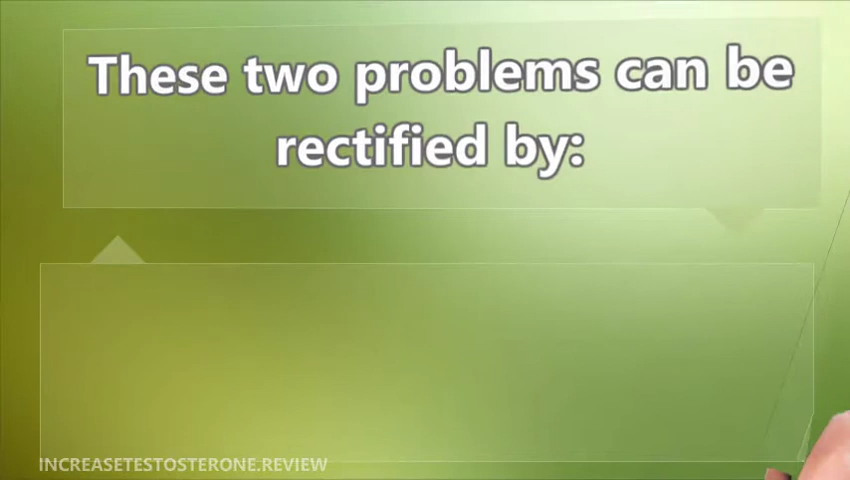 These two problems can be
rectified by:
INCREASETESTOSTERONE.REVIEW